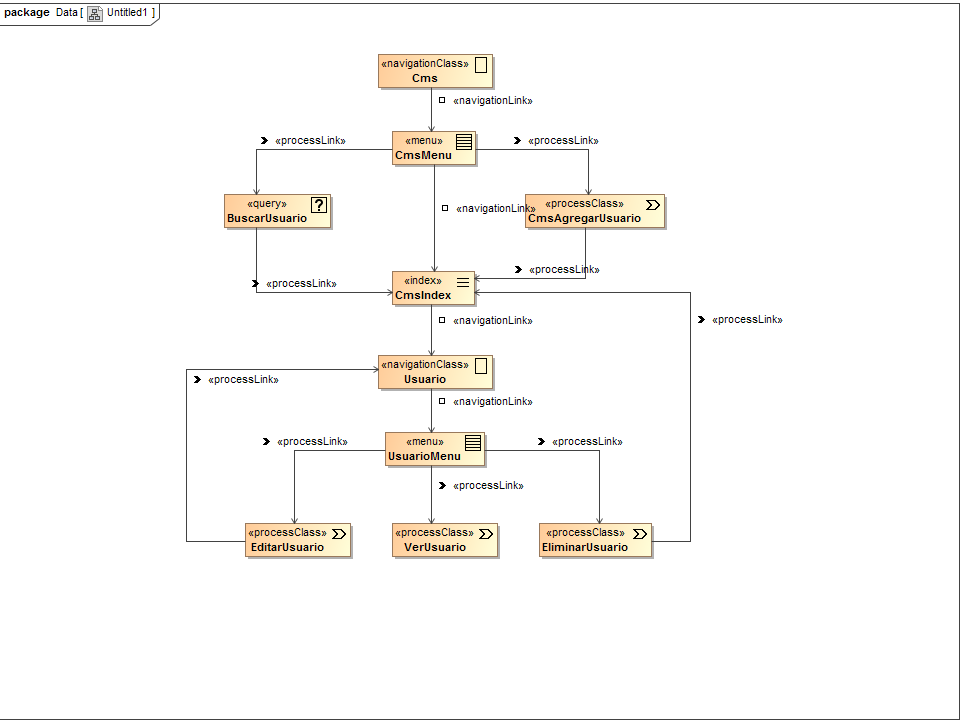 package Data [ Untitled1 ]
«navigationClass»
Cms
«navigationLink»
«processLink»
«menu»
CmsMenu
«processLink»
«query»
BuscarUsuario
«navigationLink»
«processClass»
CmsAgregarUsuario
«processLink»
«index»
CmsIndex
«processLink»
«navigationLink»
«processLink»
«navigationClass»
Usuario
«processLink»
«navigationLink»
«processLink»
«menu»
UsuarioMenu
«processLink»
«processLink»
«processClass»
EditarUsuario
«processClass»
VerUsuario
«processClass»
EliminarUsuario